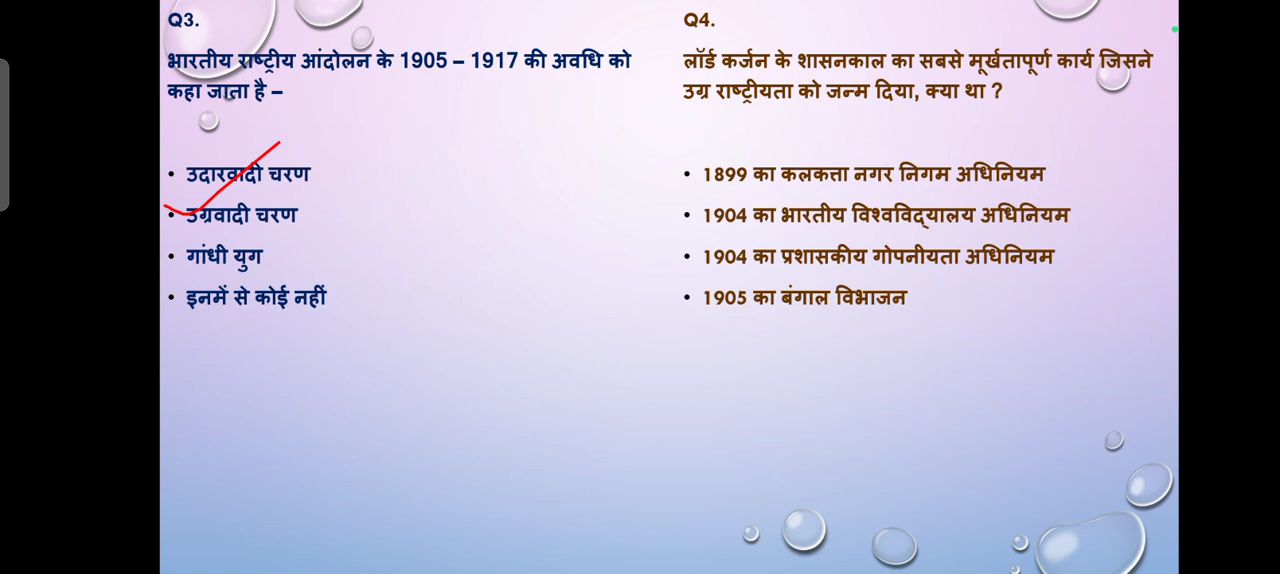 Q3.
भारतीय राष्ट्रीय आंदोलन के 1905 – 1917 की अवधि को
कहा जाता है –
• उदारवादी चरण
• उग्रवादी चरण
• गांधी युग
• इनमें से कोई नहीं
Q4.
लॉर्ड कर्जन के शासनकाल का सबसे मूर्खतापूर्ण कार्य जिसने
उग्र राष्ट्रीयता को जन्म दिया, क्या था ?
• 1899 का कलकत्ता नगर निगम अधिनियम
• 1904 का भारतीय विश्वविद्यालय अधिनियम
• 1904 का प्रशासकीय गोपनीयता अधिनियम
• 1905 का बंगाल विभाजन